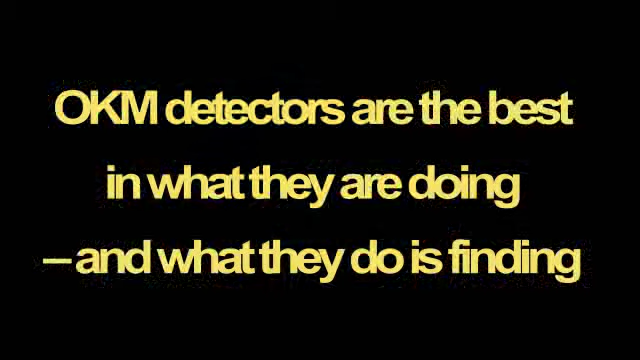 OKM detectors are the best
in what they are doing
– and what they do is finding